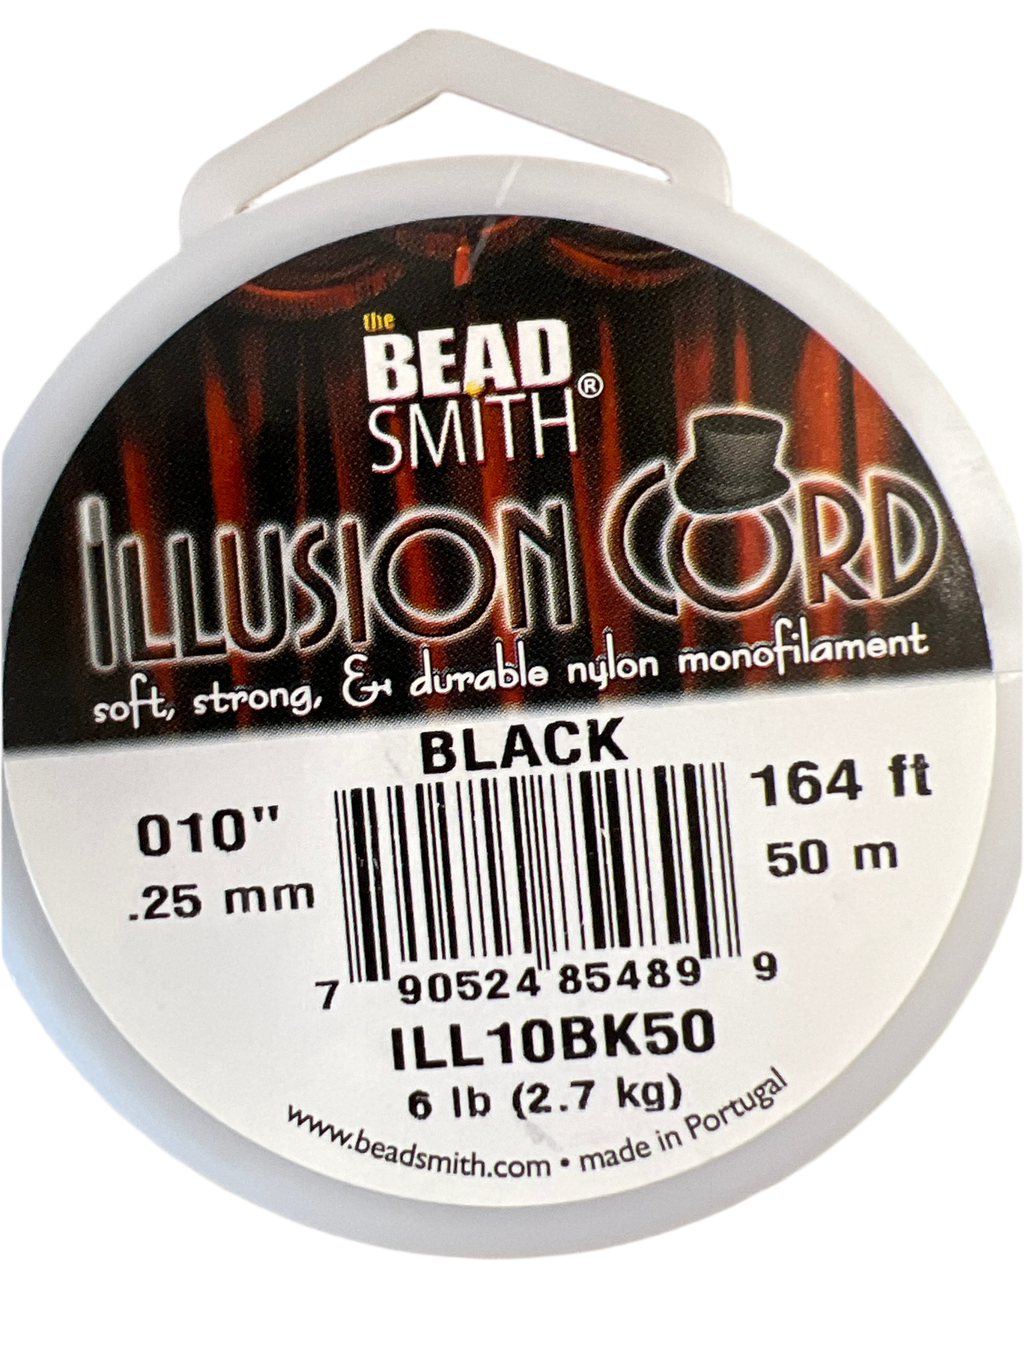 the
BEAD
SMITH®
ILLUSION CORD
soft, strong, & durable nylon monofilament
BLACK
010" 164 ft
.25 mm 50 m
7 90524 85489 9
ILL10BK50
6 lb (2.7 kg)
www.beadsmith.com • made in Portugal